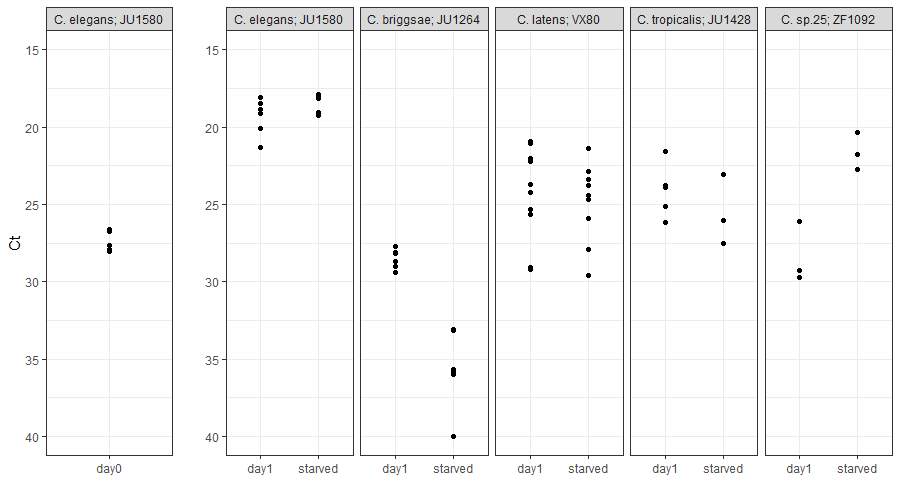 C. elegans; JU1580
C. elegans; JU1580
C. briggsae; JU1264
C. latens; VX80
C. tropicalis; JU1428
C. sp.25; ZF1092
Ct
15
20
25
30
35
40
15
20
25
30
35
40
day0
day1 starved
day1 starved
day1 starved
day1 starved
day1 starved